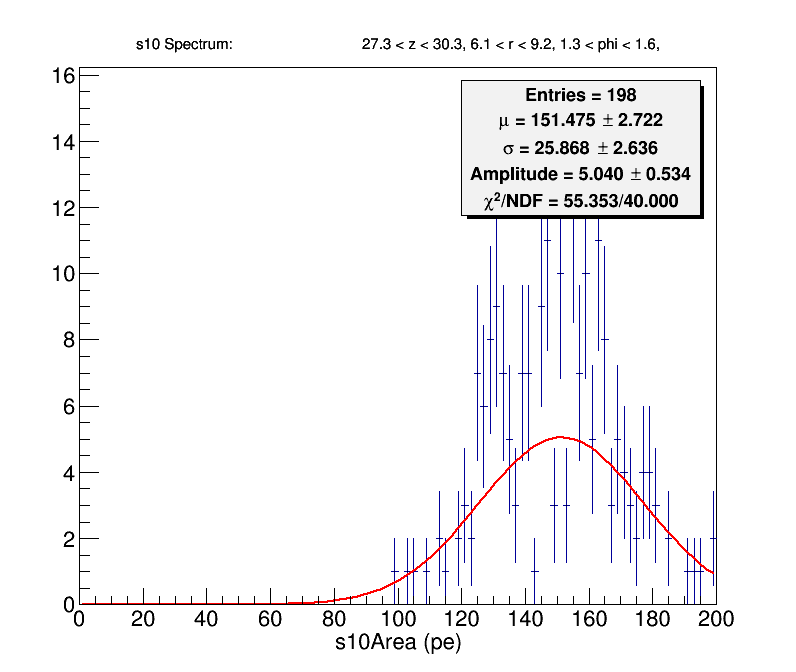 s10 Spectrum: 27.3 < z < 30.3, 6.1 < r < 9.2, 1.3 < phi < 1.6,
Entries = 198
μ = 151.475 ± 2.722
σ = 25.868 ± 2.636
Amplitude = 5.040 ± 0.534
χ²/NDF = 55.353/40.000
16
14
12
10
8
6
4
2
0
0 20 40 60 80 100 120 140 160 180 200
s10Area (pe)